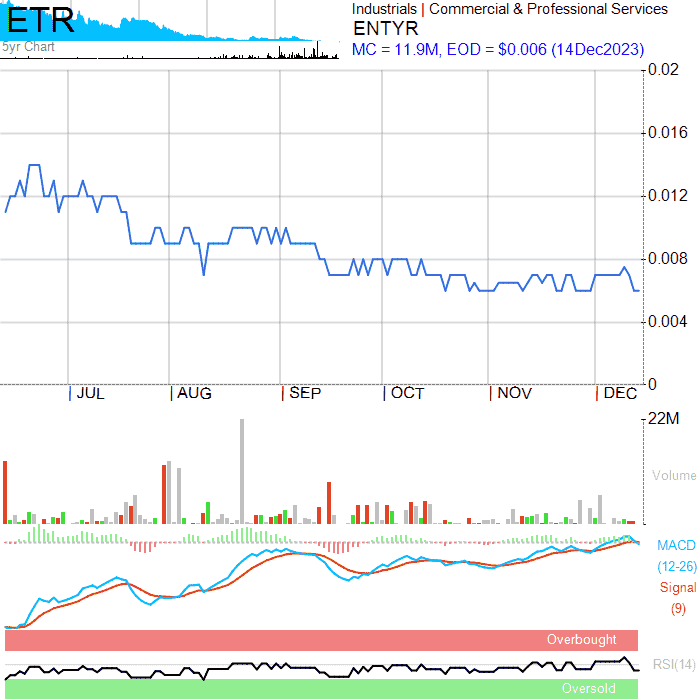 ETR
5yr Chart
Industrials | Commercial & Professional Services
ENTYR
MC = 11.9M, EOD = $0.006 (14Dec2023)
0.02
0.016
0.012
0.008
0.004
0
| JUL | AUG | SEP | OCT | NOV | DEC
22M
Volume
MACD
(12-26)
Signal
(9)
Overbought
RSI(14)
Oversold